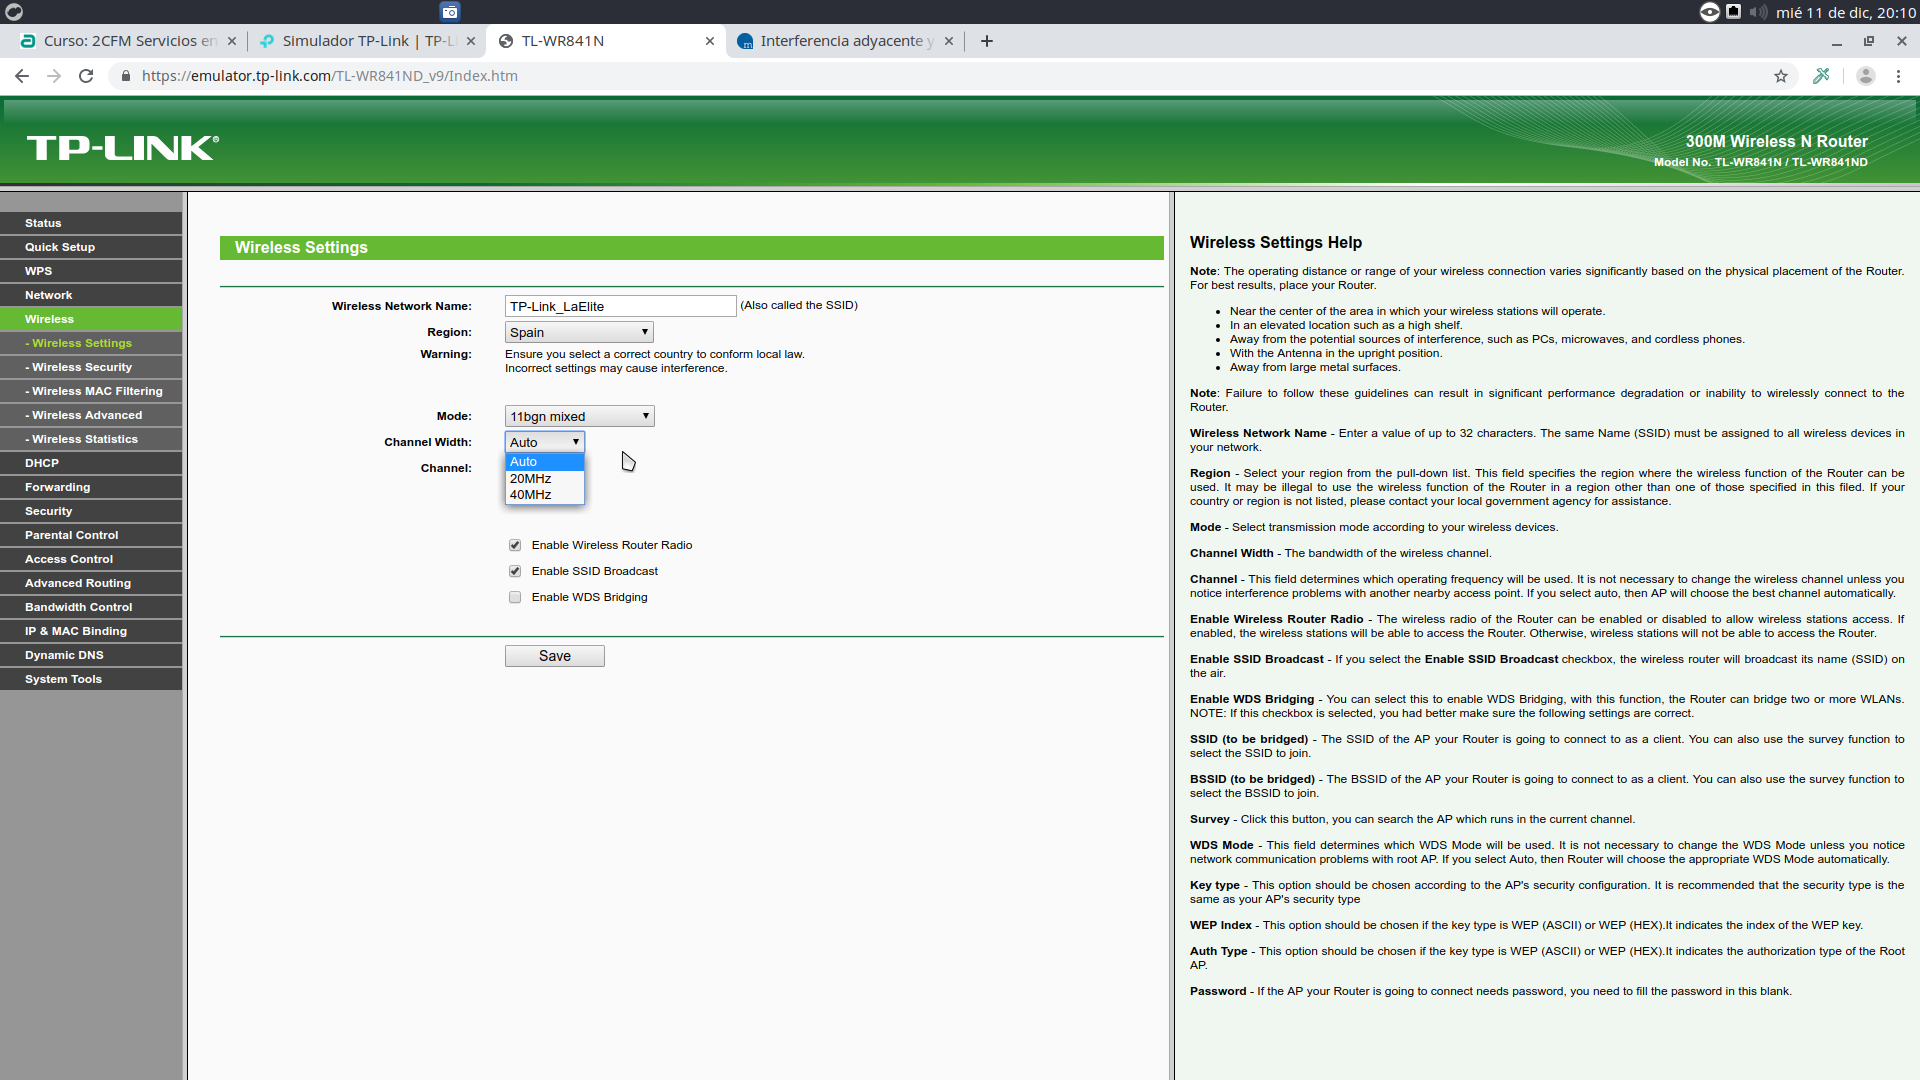 mié 11 de dic, 20:10
Curso: 2CFM Servicios en
Simulador TP-Link | TP-L
TL-WR841N
Interferencia adyacente y
https://emulator.tp-link.com/TL-WR841ND_v9/Index.htm
TP-LINK®
300M Wireless N Router
Model No. TL-WR841N / TL-WR841ND
Status
Quick Setup
WPS
Network
Wireless
- Wireless Settings
- Wireless Security
- Wireless MAC Filtering
- Wireless Advanced
- Wireless Statistics
DHCP
Forwarding
Security
Parental Control
Access Control
Advanced Routing
Bandwidth Control
IP & MAC Binding
Dynamic DNS
System Tools
Wireless Settings
Wireless Network Name: TP-Link_LaElite (Also called the SSID)
Region: Spain
Warning: Ensure you select a correct country to conform local law.
Incorrect settings may cause interference.
Mode: 11bgn mixed
Channel Width: Auto
Auto
Channel:
20MHz
40MHz
Enable Wireless Router Radio
Enable SSID Broadcast
Enable WDS Bridging
Save
Wireless Settings Help
Note: The operating distance or range of your wireless connection varies significantly based on the physical placement of the Router.
For best results, place your Router.
• Near the center of the area in which your wireless stations will operate.
• In an elevated location such as a high shelf.
• Away from the potential sources of interference, such as PCs, microwaves, and cordless phones.
• With the Antenna in the upright position.
• Away from large metal surfaces.
Note: Failure to follow these guidelines can result in significant performance degradation or inability to wirelessly connect to the
Router.
Wireless Network Name - Enter a value of up to 32 characters. The same Name (SSID) must be assigned to all wireless devices in
your network.
Region - Select your region from the pull-down list. This field specifies the region where the wireless function of the Router can be
used. It may be illegal to use the wireless function of the Router in a region other than one of those specified in this filed. If your
country or region is not listed, please contact your local government agency for assistance.
Mode - Select transmission mode according to your wireless devices.
Channel Width - The bandwidth of the wireless channel.
Channel - This field determines which operating frequency will be used. It is not necessary to change the wireless channel unless you
notice interference problems with another nearby access point. If you select auto, then AP will choose the best channel automatically.
Enable Wireless Router Radio - The wireless radio of the Router can be enabled or disabled to allow wireless stations access. If
enabled, the wireless stations will be able to access the Router. Otherwise, wireless stations will not be able to access the Router.
Enable SSID Broadcast - If you select the Enable SSID Broadcast checkbox, the wireless router will broadcast its name (SSID) on
the air.
Enable WDS Bridging - You can select this to enable WDS Bridging, with this function, the Router can bridge two or more WLANs.
NOTE: If this checkbox is selected, you had better make sure the following settings are correct.
SSID (to be bridged) - The SSID of the AP your Router is going to connect to as a client. You can also use the survey function to
select the SSID to join.
BSSID (to be bridged) - The BSSID of the AP your Router is going to connect to as a client. You can also use the survey function to
select the BSSID to join.
Survey - Click this button, you can search the AP which runs in the current channel.
WDS Mode - This field determines which WDS Mode will be used. It is not necessary to change the WDS Mode unless you notice
network communication problems with root AP. If you select Auto, then Router will choose the appropriate WDS Mode automatically.
Key type - This option should be chosen according to the AP's security configuration. It is recommended that the security type is the
same as your AP's security type
WEP Index - This option should be chosen if the key type is WEP (ASCII) or WEP (HEX).It indicates the index of the WEP key.
Auth Type - This option should be chosen if the key type is WEP (ASCII) or WEP (HEX).It indicates the authorization type of the Root
AP.
Password - If the AP your Router is going to connect needs password, you need to fill the password in this blank.